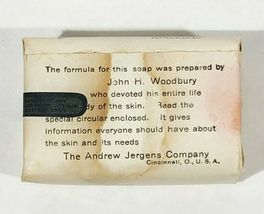 The formula for this soap was prepared by
John H. Woodbury
who devoted his entire life
dy of the skin. Read the
special circular enclosed. It gives
information everyone should have about
the skin and its needs
The Andrew Jergens Company
Cincinnati, O., U. S. A.